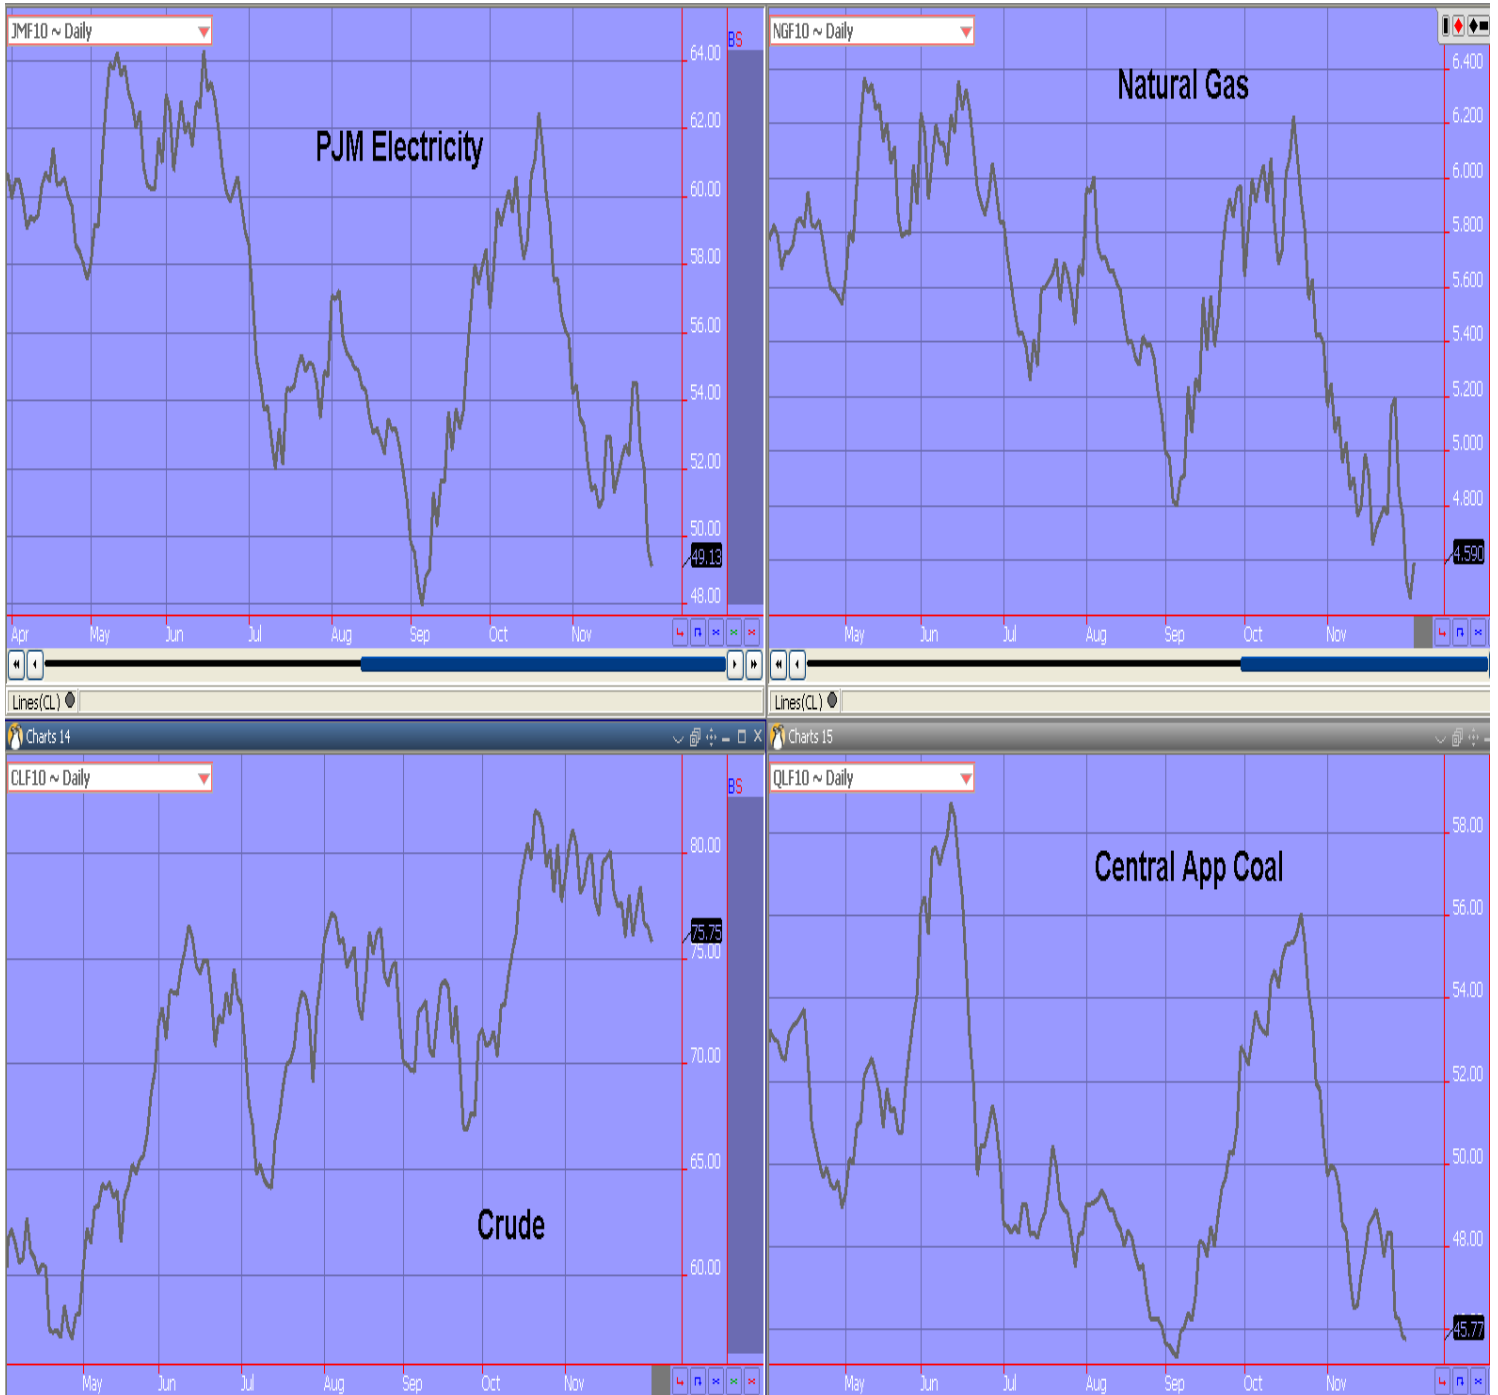 JMF10 ~ Daily
BS
PJM Electricity
64.00
62.00
60.00
58.00
56.00
54.00
52.00
50.00
49.13
48.00
Apr May Jun Jul Aug Sep Oct Nov
Lines(CL)
NGF10 ~ Daily
Natural Gas
6.400
6.200
6.000
5.800
5.600
5.400
5.200
5.000
4.800
4.590
May Jun Jul Aug Sep Oct Nov
Lines(CL)
Charts 14
CLF10 ~ Daily
BS
80.00
75.75
75.00
70.00
65.00
Crude
60.00
May Jun Jul Aug Sep Oct Nov
Charts 15
QLF10 ~ Daily
Central App Coal
58.00
56.00
54.00
52.00
50.00
48.00
45.77
May Jun Jul Aug Sep Oct Nov